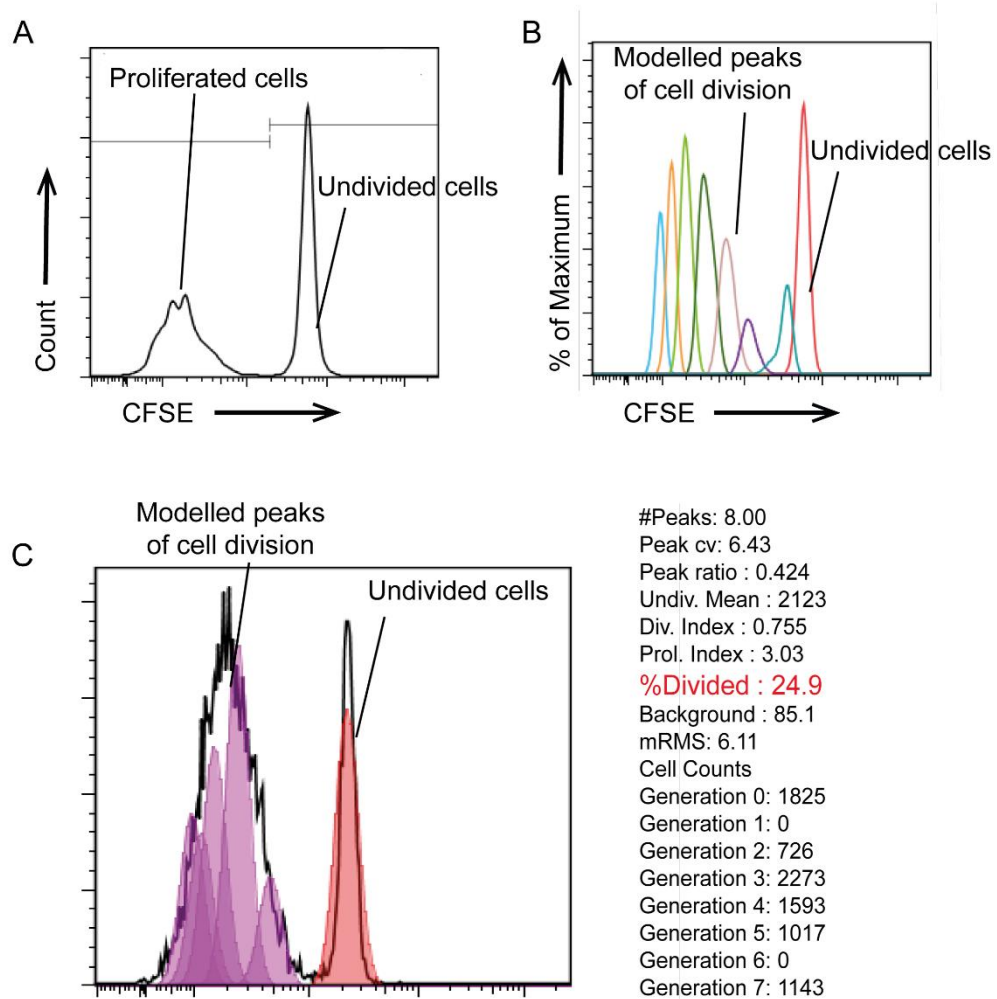 A
Proliferated cells
Undivided cells
Count
CFSE
B
Modelled peaks
of cell division
Undivided cells
% of Maximum
CFSE
C
Modelled peaks
of cell division
Undivided cells
#Peaks: 8.00
Peak cv: 6.43
Peak ratio : 0.424
Undiv. Mean : 2123
Div. Index : 0.755
Prol. Index : 3.03
%Divided : 24.9
Background : 85.1
mRMS: 6.11
Cell Counts
Generation 0: 1825
Generation 1: 0
Generation 2: 726
Generation 3: 2273
Generation 4: 1593
Generation 5: 1017
Generation 6: 0
Generation 7: 1143